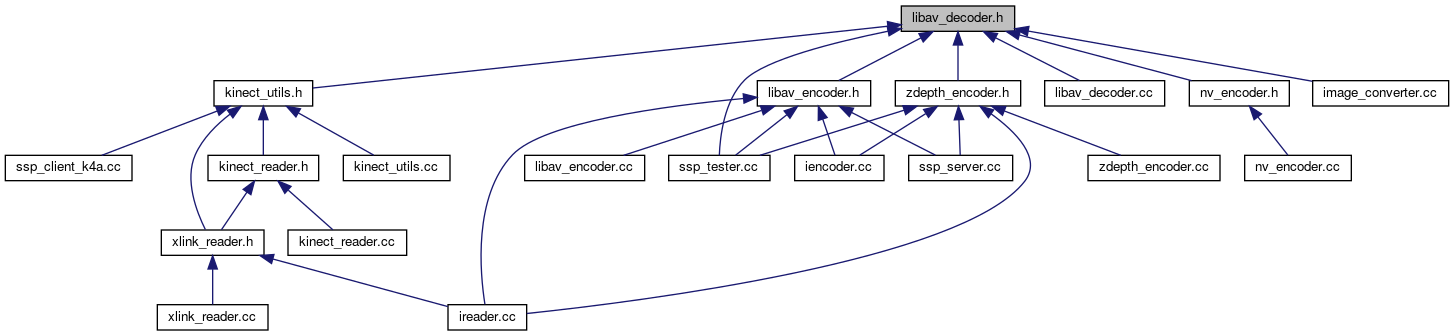 libav_decoder.h
kinect_utils.h
libav_encoder.h
zdepth_encoder.h
libav_decoder.cc
nv_encoder.h
image_converter.cc
ssp_client_k4a.cc
kinect_reader.h
kinect_utils.cc
libav_encoder.cc
ssp_tester.cc
iencoder.cc
ssp_server.cc
zdepth_encoder.cc
nv_encoder.cc
xlink_reader.h
kinect_reader.cc
xlink_reader.cc
ireader.cc